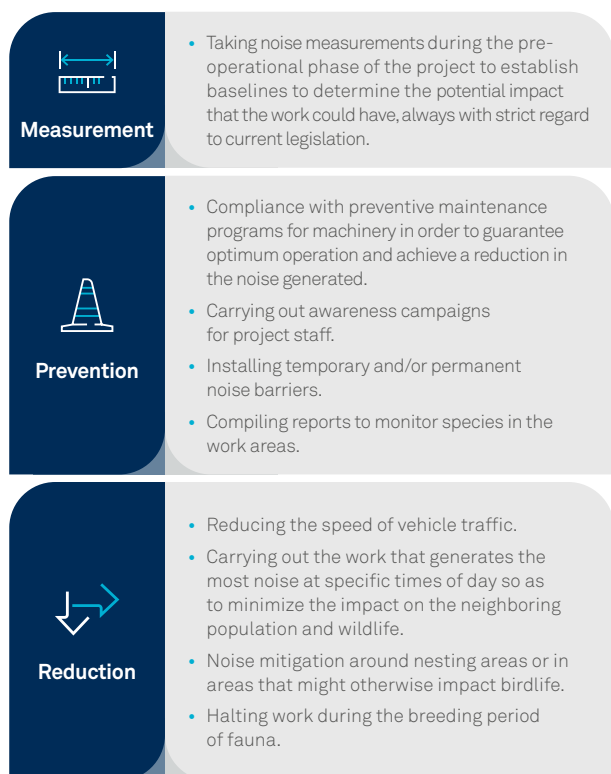 Measurement
• Taking noise measurements during the pre-
operational phase of the project to establish
baselines to determine the potential impact
that the work could have, always with strict regard
to current legislation.
Prevention
• Compliance with preventive maintenance
programs for machinery in order to guarantee
optimum operation and achieve a reduction in
the noise generated.
• Carrying out awareness campaigns
for project staff.
• Installing temporary and/or permanent
noise barriers.
• Compiling reports to monitor species in the
work areas.
Reduction
• Reducing the speed of vehicle traffic.
• Carrying out the work that generates the
most noise at specific times of day so as
to minimize the impact on the neighboring
population and wildlife.
• Noise mitigation around nesting areas or in
areas that might otherwise impact birdlife.
• Halting work during the breeding period
of fauna.